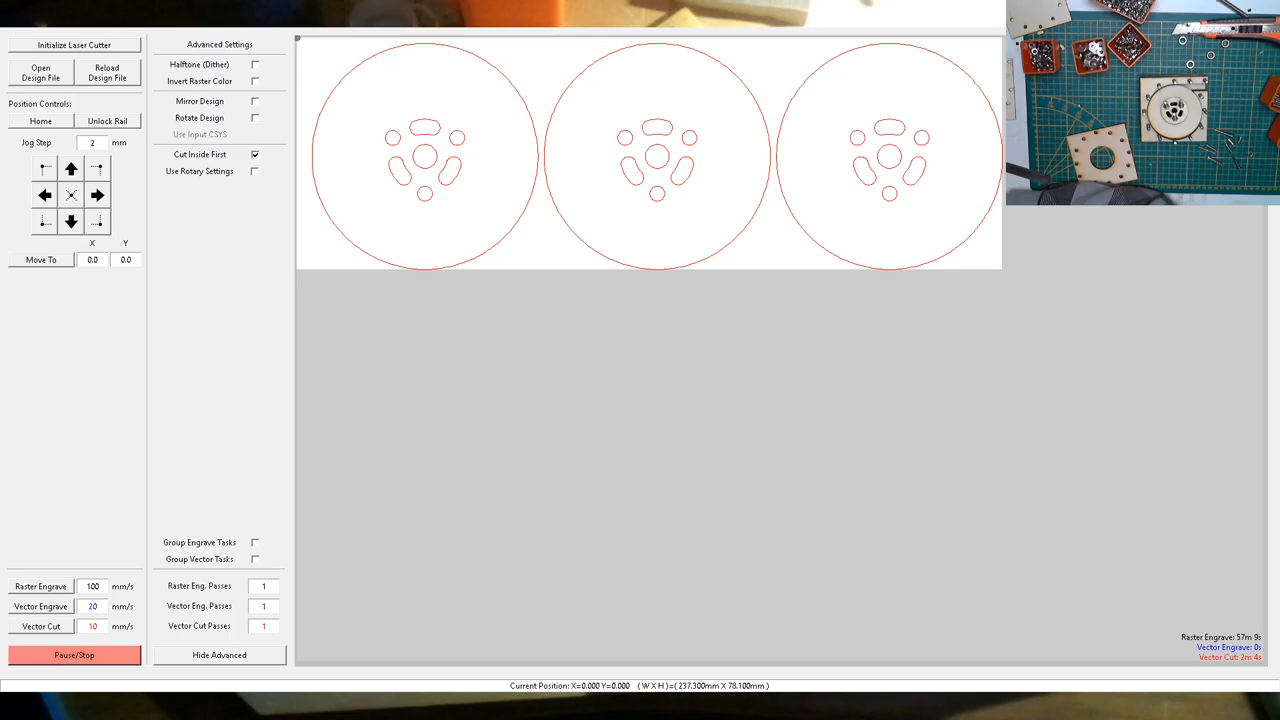 Initialize Laser Cutter
Open
Design File
Reload
Design File
Position Controls:
Home
Unlock Rail
Jog Step
2
mm
X
Y
Move To
0.0
0.0
Raster Engrave
100
mm/s
Vector Engrave
20
mm/s
Vector Cut
10
mm/s
Pause/Stop
Advanced Settings
Halftone (Dither)
Invert Raster Color
Mirror Design
Rotate Design
Use Input CSYS
Cut Inside First
Use Rotary Settings
Group Engrave Tasks
Group Vector Tasks
Raster Eng. Passes
1
Vector Eng. Passes
1
Vector Cut Passes
1
Hide Advanced
Raster Engrave: 57m 9s
Vector Engrave: 0s
Vector Cut: 2m 4s
Current Position: X=0.000 Y=0.000 ( W X H )=( 237.300mm X 78.100mm )